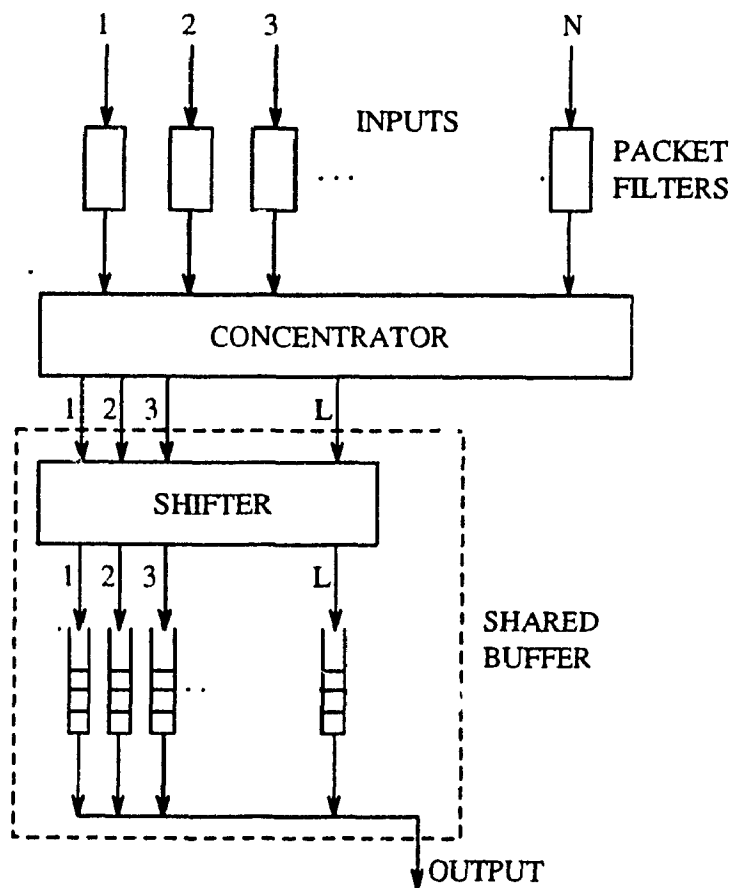 1 2 3 N
INPUTS
PACKET
FILTERS
...
CONCENTRATOR
1 2 3 L
SHIFTER
1 2 3 L
SHARED
BUFFER
..
OUTPUT